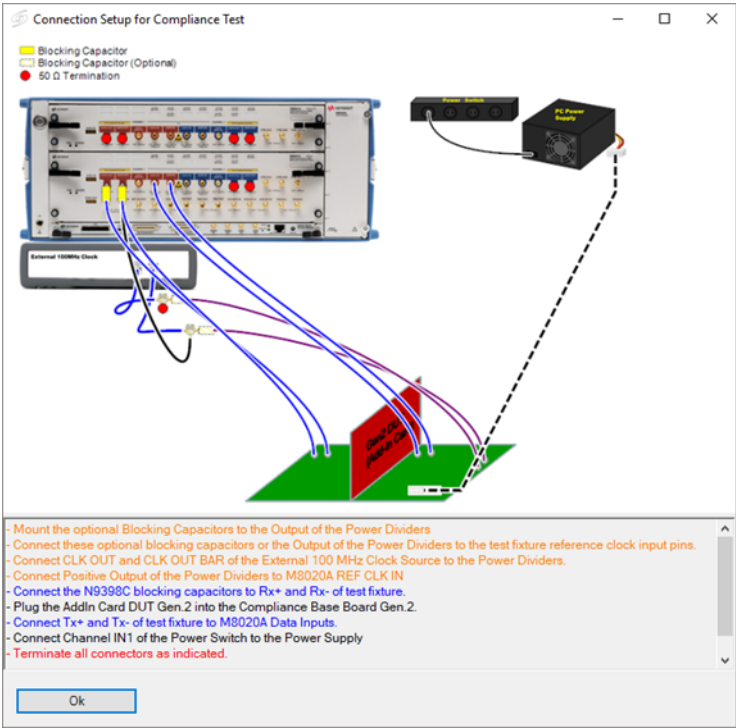 Connection Setup for Compliance Test
Blocking Capacitor
Blocking Capacitor (Optional)
50 Ω Termination
Power Switch
PC Power
Supply
External 100MHz Clock
Gen2 DUT
(Add-In Card)
- Mount the optional Blocking Capacitors to the Output of the Power Dividers
- Connect these optional blocking capacitors or the Output of the Power Dividers to the test fixture reference clock input pins.
- Connect CLK OUT and CLK OUT BAR of the External 100 MHz Clock Source to the Power Dividers.
- Connect Positive Output of the Power Dividers to M8020A REF CLK IN
- Connect the N9398C blocking capacitors to Rx+ and Rx- of test fixture.
- Plug the AddIn Card DUT Gen.2 into the Compliance Base Board Gen.2.
- Connect Tx+ and Tx- of test fixture to M8020A Data Inputs.
- Connect Channel IN1 of the Power Switch to the Power Supply
- Terminate all connectors as indicated.
Ok